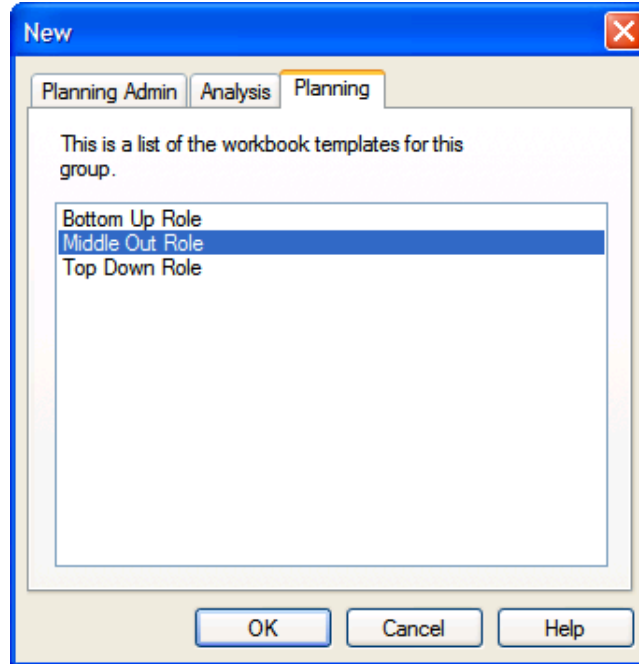 New
Planning Admin Analysis Planning
This is a list of the workbook templates for this
group.
Bottom Up Role
Middle Out Role
Top Down Role
OK Cancel Help